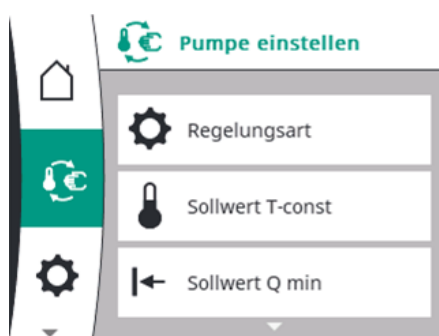 Pumpe einstellen
Regelungsart
Sollwert T-const
Sollwert Q min